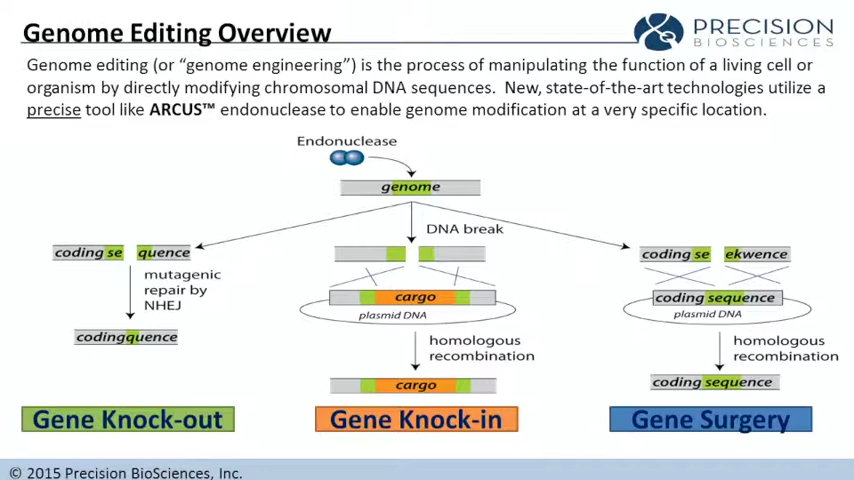 Genome Editing Overview
PRECISION
BIOSCIENCES
Genome editing (or “genome engineering”) is the process of manipulating the function of a living cell or
organism by directly modifying chromosomal DNA sequences. New, state-of-the-art technologies utilize a
precise tool like ARCUS™ endonuclease to enable genome modification at a very specific location.
Endonuclease
genome
DNA break
coding se quence
mutagenic
repair by
NHEJ
codingquence
cargo
plasmid DNA
homologous
recombination
cargo
coding se ekwence
coding sequence
plasmid DNA
homologous
recombination
coding sequence
Gene Knock-out
Gene Knock-in
Gene Surgery
© 2015 Precision BioSciences, Inc.